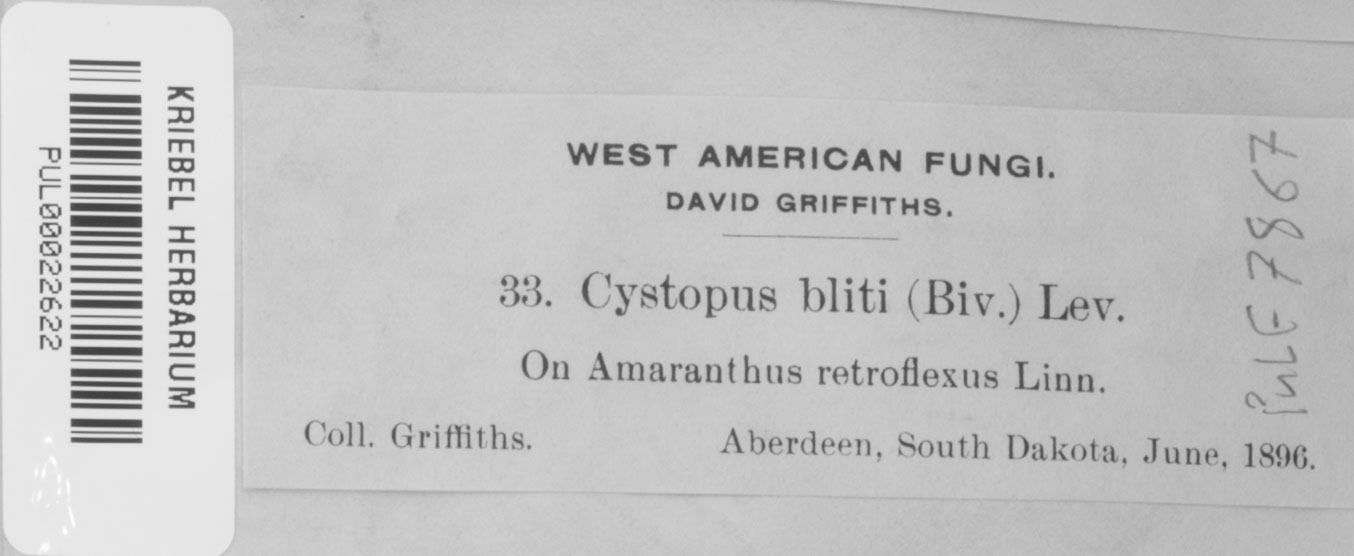 KRIEBEL HERBARIUM
PUL00022622
WEST AMERICAN FUNGI.
DAVID GRIFFITHS.
33. Cystopus bliti (Biv.) Lev.
On Amaranthus retroflexus Linn.
Coll. Griffiths. Aberdeen, South Dakota, June, 1896.
PulF 7867